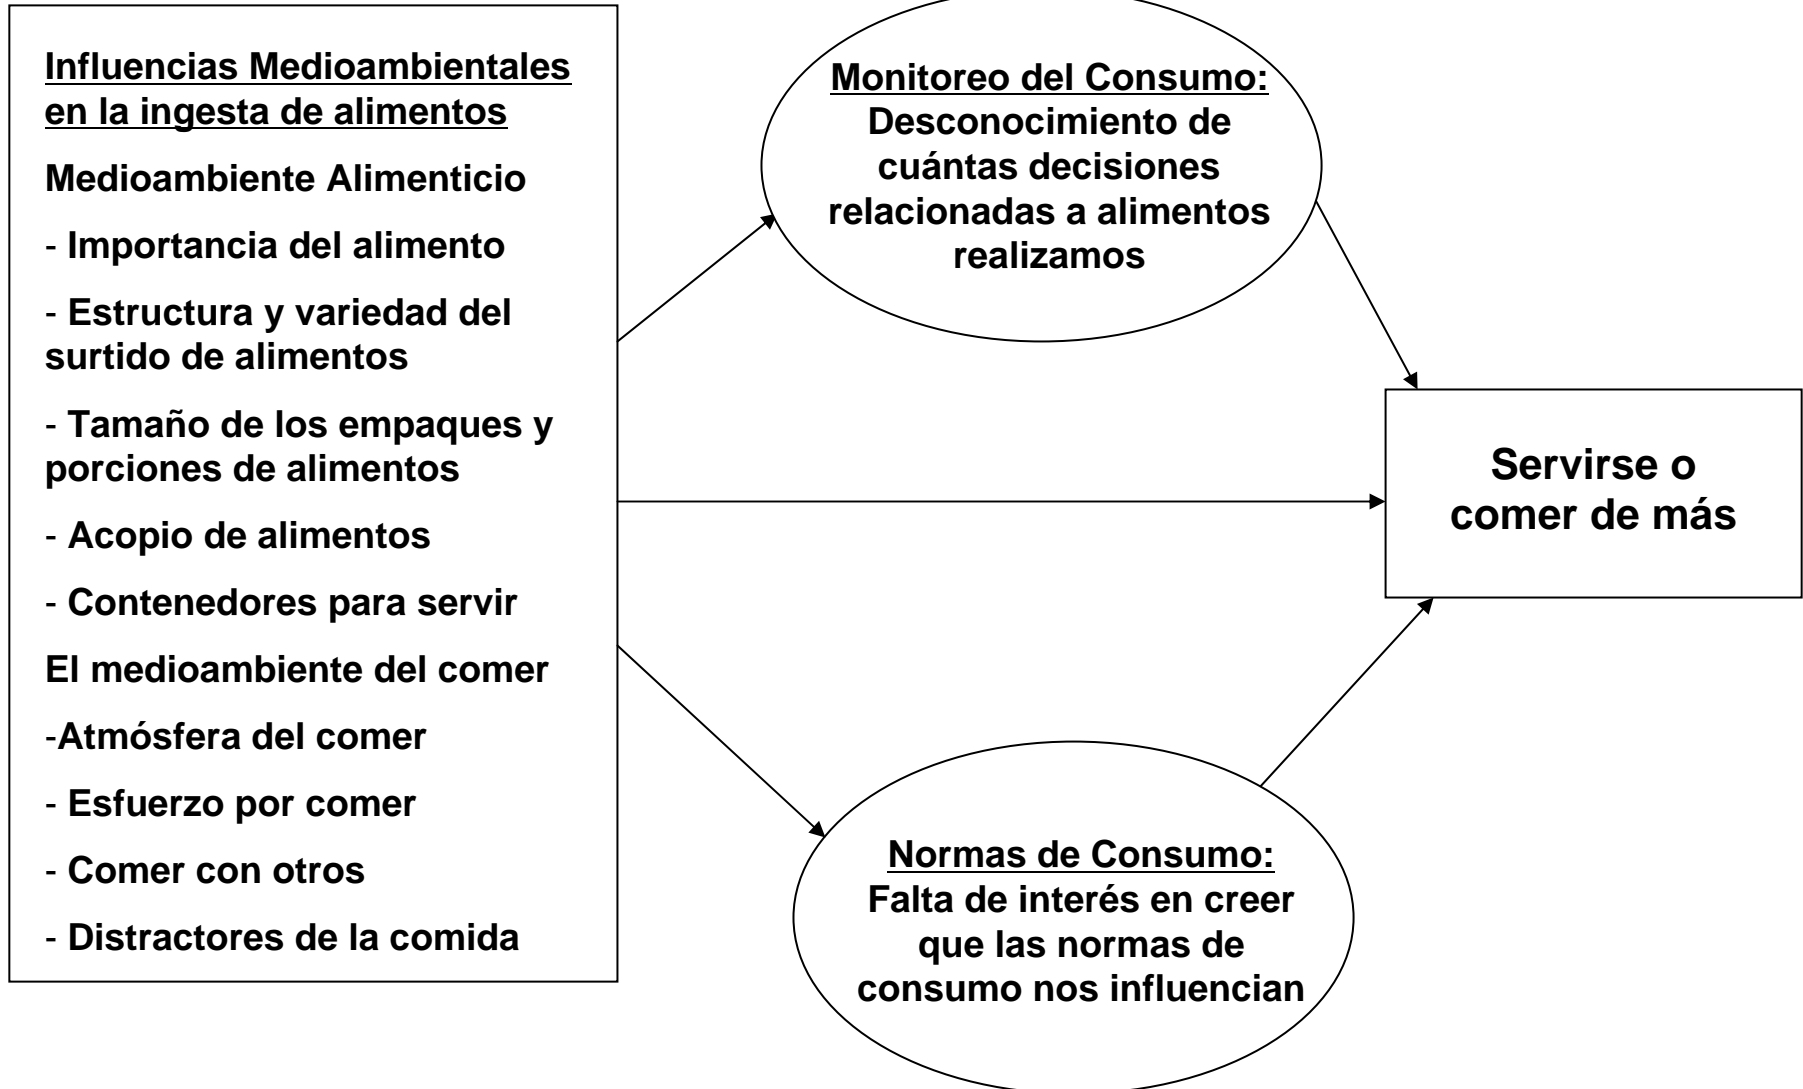 Influencias Medioambientales
en la ingesta de alimentos
Medioambiente Alimenticio
- Importancia del alimento
- Estructura y variedad del
surtido de alimentos
- Tamaño de los empaques y
porciones de alimentos
- Acopio de alimentos
- Contenedores para servir
El medioambiente del comer
-Atmósfera del comer
- Esfuerzo por comer
- Comer con otros
- Distractores de la comida
Monitoreo del Consumo:
Desconocimiento de
cuántas decisiones
relacionadas a alimentos
realizamos
Servirse o
comer de más
Normas de Consumo:
Falta de interés en creer
que las normas de
consumo nos influencian